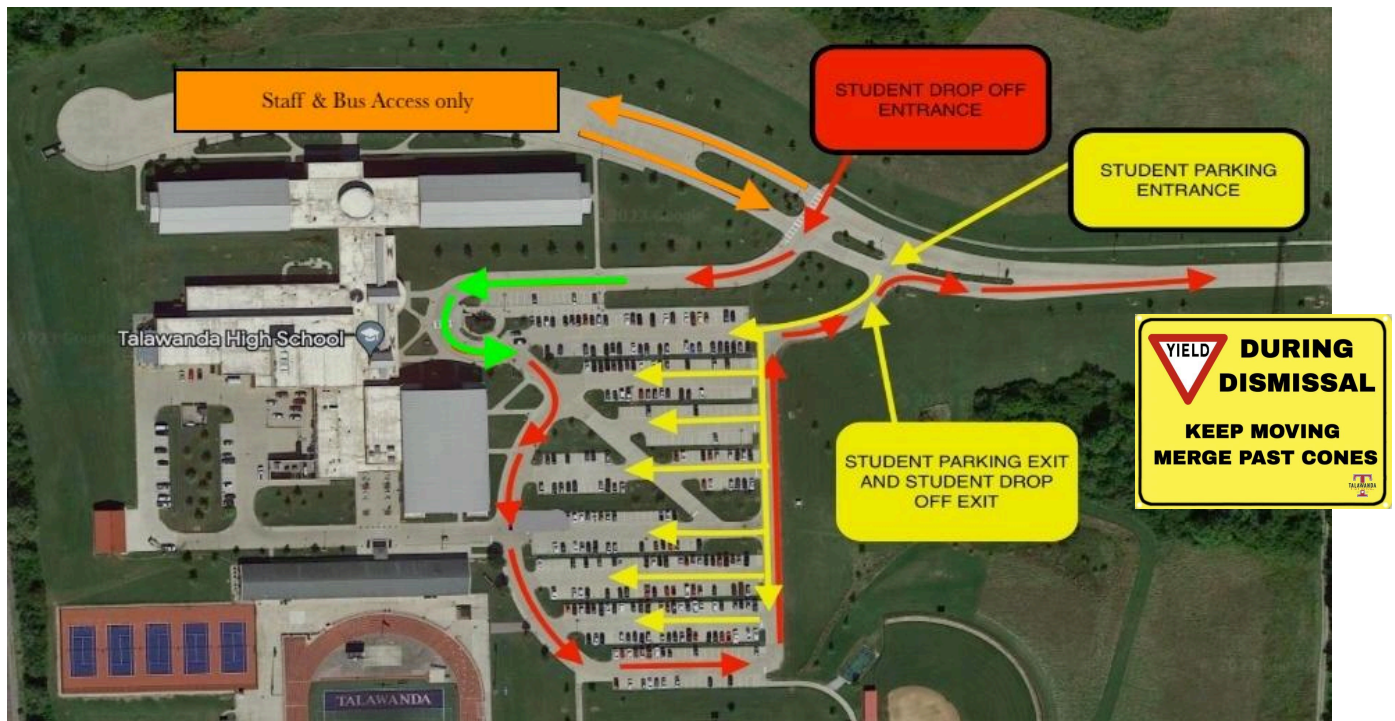 Staff & Bus Access only
STUDENT DROP OFF
ENTRANCE
STUDENT PARKING
ENTRANCE
Talawanda High School
YIELD
DURING
DISMISSAL
KEEP MOVING
MERGE PAST CONES
TALAWANDA
STUDENT PARKING EXIT
AND STUDENT DROP
OFF EXIT
TALAWANDA